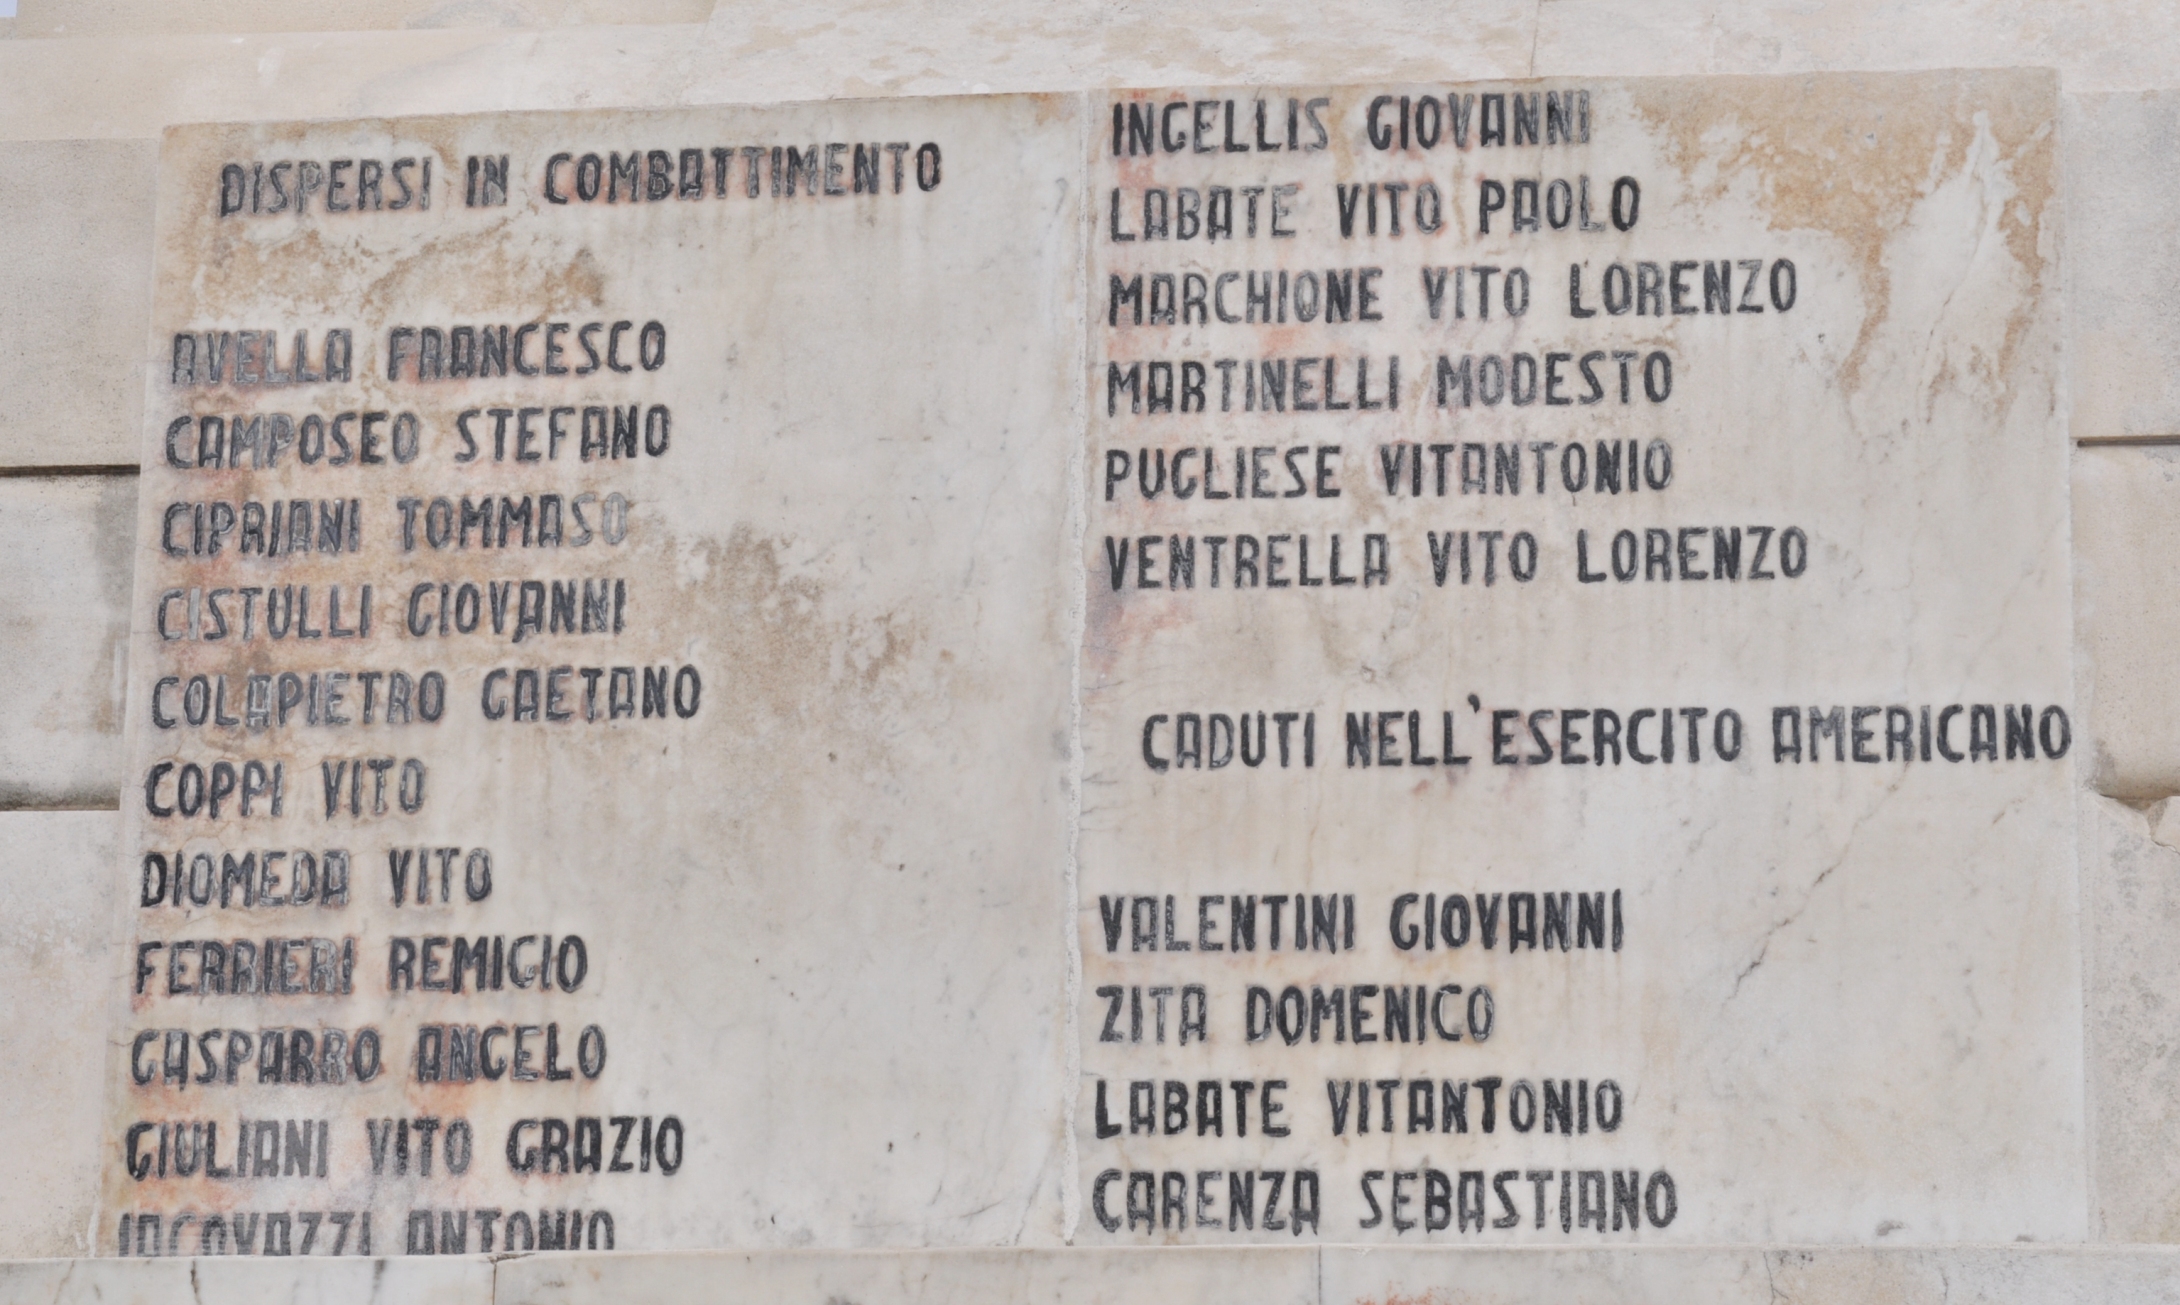 DISPERSI IN COMBATTIMENTO
AVELLA FRANCESCO
CAMPOSEO STEFANO
CIPRIANI TOMMASO
CISTULLI GIOVANNI
COLAPIETRO GAETANO
COPPI VITO
DIOMEDA VITO
FERRIERI REMIGIO
GASPARRO ANGELO
GIULIANI VITO GRAZIO
IACOVAZZI ANTONIO
INGELLIS GIOVANNI
LABATE VITO PAOLO
MARCHIONE VITO LORENZO
MARTINELLI MODESTO
PUGLIESE VITANTONIO
VENTRELLA VITO LORENZO
CADUTI NELL'ESERCITO AMERICANO
VALENTINI GIOVANNI
ZITA DOMENICO
LABATE VITANTONIO
CARENZA SEBASTIANO